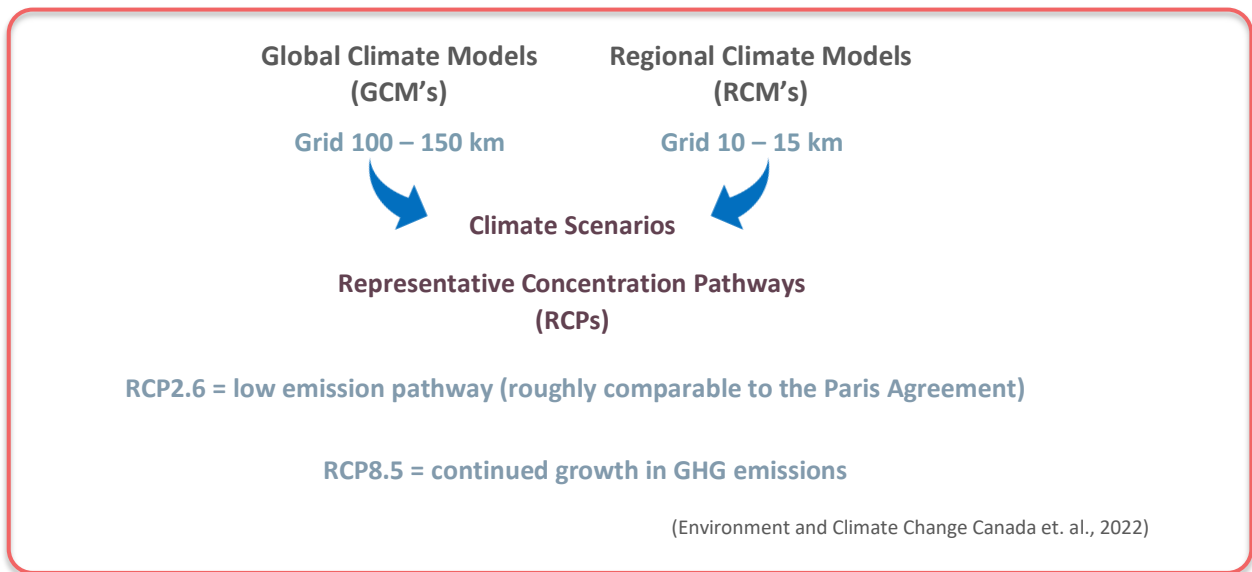 Global Climate Models
(GCM's)
Regional Climate Models
(RCM's)
Grid 100 – 150 km
Grid 10 – 15 km
Climate Scenarios
Representative Concentration Pathways
(RCPs)
RCP2.6 = low emission pathway (roughly comparable to the Paris Agreement)
RCP8.5 = continued growth in GHG emissions
(Environment and Climate Change Canada et. al., 2022)